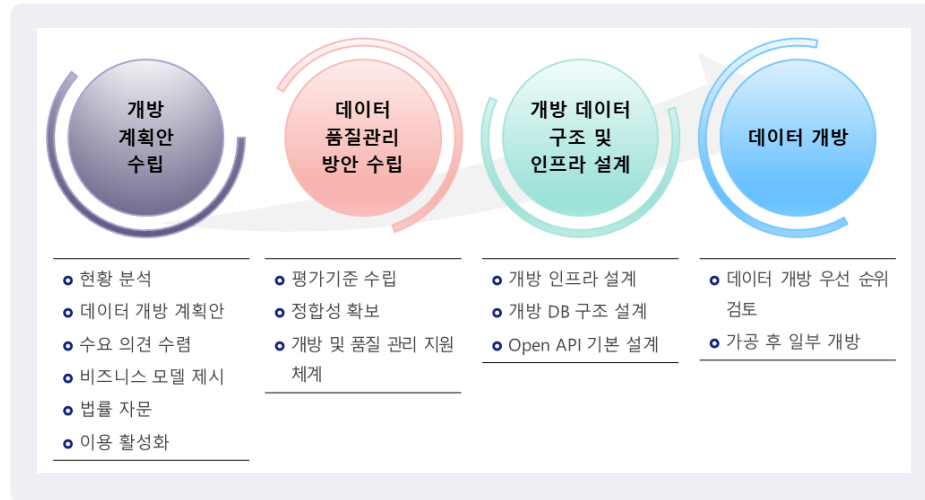 개방
계획안
수립
데이터
품질관리
방안 수립
개방 데이터
구조 및
인프라 설계
데이터 개방
현황 분석
데이터 개방 계획안
수요 의견 수렴
비즈니스 모델 제시
법률 자문
이용 활성화
평가기준 수립
정합성 확보
개방 및 품질 관리 지원
체계
개방 인프라 설계
개방 DB 구조 설계
Open API 기본 설계
데이터 개방 우선 순위
검토
가공 후 일부 개방